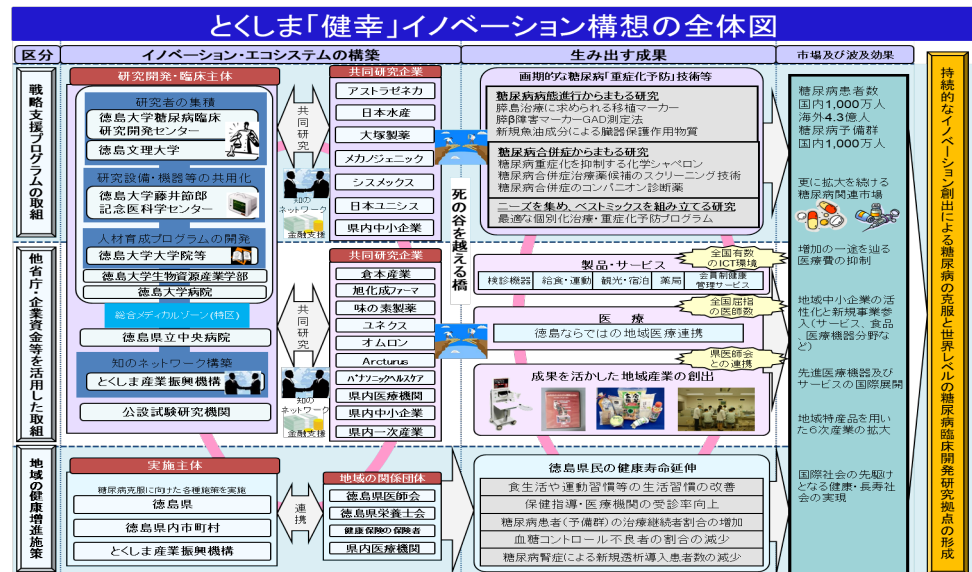 とくしま「健幸」イノベーション構想の全体図
区分
イノベーション・エコシステムの構築
生み出す成果
市場及び波及効果
戦略支援プログラムの取組
研究開発・臨床主体
研究者の集積
徳島大学糖尿病臨床
研究開発センター
徳島文理大学
研究設備・機器等の共用化
徳島大学藤井節郎
記念医科学センター
人材育成プログラムの開発
徳島大学大学院等
徳島大学生物資源産業学部
徳島大学病院
総合メディカルゾーン(特区)
徳島県立中央病院
知のネットワーク構築
とくしま産業振興機構
公設試験研究機関
共同研究
知の
ネットワーク
金融支援
共同研究企業
アストラゼネカ
日本水産
大塚製薬
メカノジェニック
シスメックス
日本ユニシス
県内中小企業
死の谷を越える橋
画期的な糖尿病「重症化予防」技術等
糖尿病病態進行からまもる研究
膵島治療に求められる移植マーカー
膵β障害マーカーGAD測定法
新規魚油成分による臓器保護作用物質
糖尿病合併症からまもる研究
糖尿病重症化を抑制する化学シャペロン
糖尿病合併症治療薬候補のスクリーニング技術
糖尿病合併症のコンパニオン診断薬
ニーズを集め、ベストミックスを組み立てる研究
最適な個別化治療・重症化予防プログラム
他省庁・企業資金等を活用した取組
共同研究
知の
ネットワーク
金融支援
共同研究企業
倉本産業
旭化成ファーマ
味の素製薬
ユネクス
オムロン
Arcturus
パナソニックヘルスケア
県内医療機関
県内中小企業
県内一次産業
全国有数
のICT環境
製品・サービス
検診機器
給食・運動
観光・宿泊
薬局
会員制健康
管理サービス
全国屈指
の医師数
医 療
徳島ならではの地域医療連携
県医師会
との連携
成果を活かした地域産業の創出
地域の健康増進施策
実施主体
糖尿病克服に向けた各種施策を実施
徳島県
徳島県内市町村
とくしま産業振興機構
連携
地域の関係団体
徳島県医師会
徳島県栄養士会
健康保険の保険者
県内医療機関
徳島県民の健康寿命延伸
食生活や運動習慣等の生活習慣の改善
保健指導・医療機関の受診率向上
糖尿病患者(予備群)の治療継続者割合の増加
血糖コントロール不良者の割合の減少
糖尿病腎症による新規透析導入患者数の減少
糖尿病患者数
国内1,000万人
海外4.3億人
糖尿病予備群
国内1,000万人
更に拡大を続ける
糖尿病関連市場
増加の一途を辿る
医療費の抑制
地域中小企業の活
性化と新規事業参
入(サービス、食品
、医療機器分野な
ど)
先進医療機器及び
サービスの国際展開
地域特産品を用い
た6次産業の拡大
国際社会の先駆け
となる健康・長寿社
会の実現
持続的なイノベーション創出による糖尿病の克服と世界レベルの糖尿病臨床開発研究拠点の形成